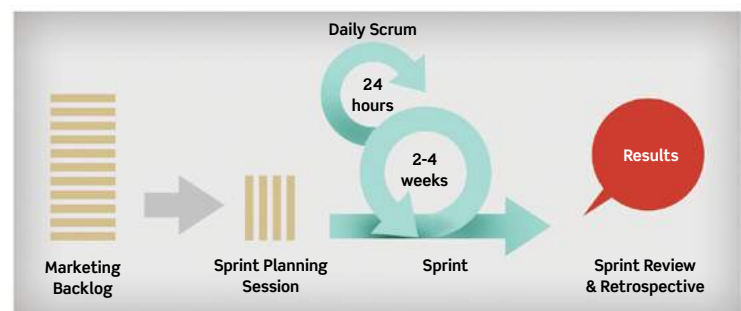 Daily Scrum
24
hours
2-4
weeks
Results
Marketing
Backlog
Sprint Planning
Session
Sprint
Sprint Review
& Retrospective